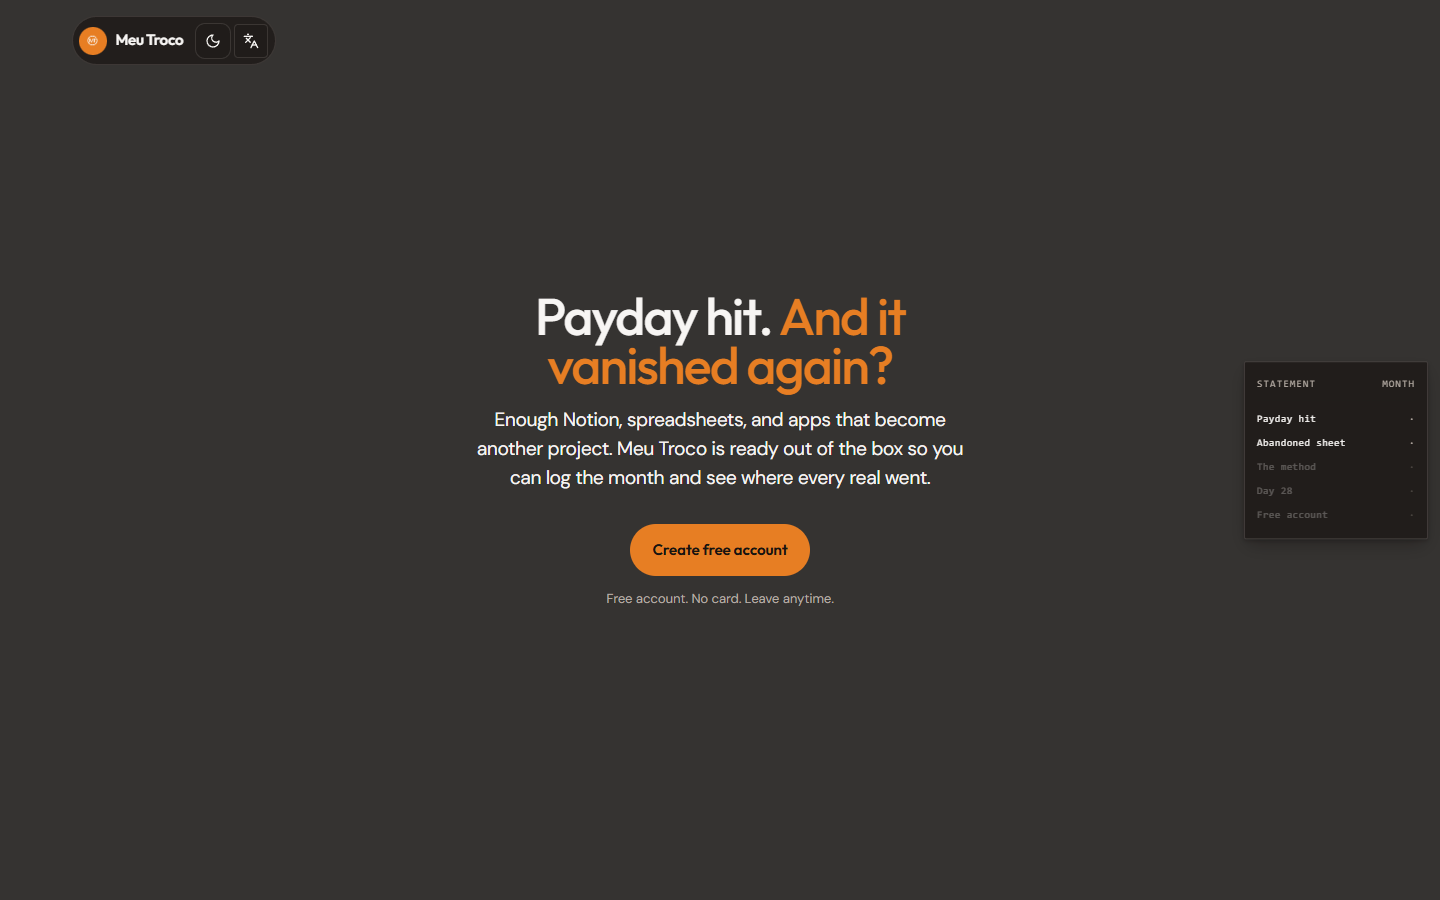 Meu Troco
Payday hit. And it
vanished again?
Enough Notion, spreadsheets, and apps that become
another project. Meu Troco is ready out of the box so you
can log the month and see where every real went.
Create free account
Free account. No card. Leave anytime.
STATEMENT MONTH
Payday hit ·
Abandoned sheet ·
The method ·
Day 28 ·
Free account ·